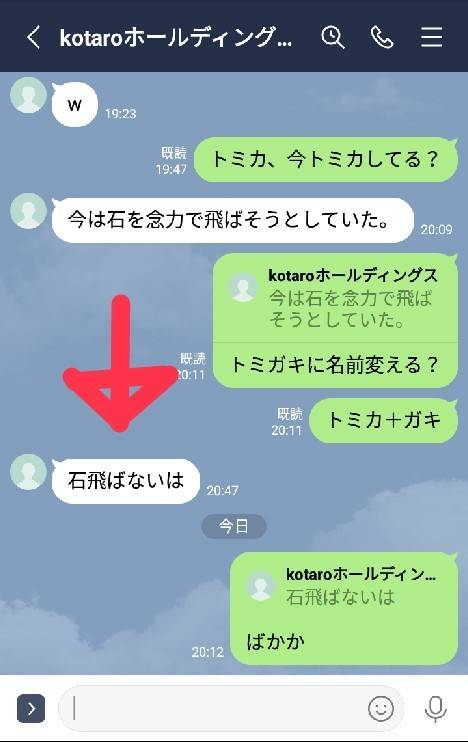 kotaroホールディング...
w
19:23
既読
19:47
トミカ、今トミカしてる？
今は石を念力で飛ばそうとしていた。
20:09
kotaroホールディングス
今は石を念力で飛ば
そうとしていた。
既読
20:11
トミガキに名前変える？
既読
20:11
トミカ＋ガキ
石飛ばないは
20:47
今日
kotaroホールディン...
石飛ばないは
20:12
ばかか